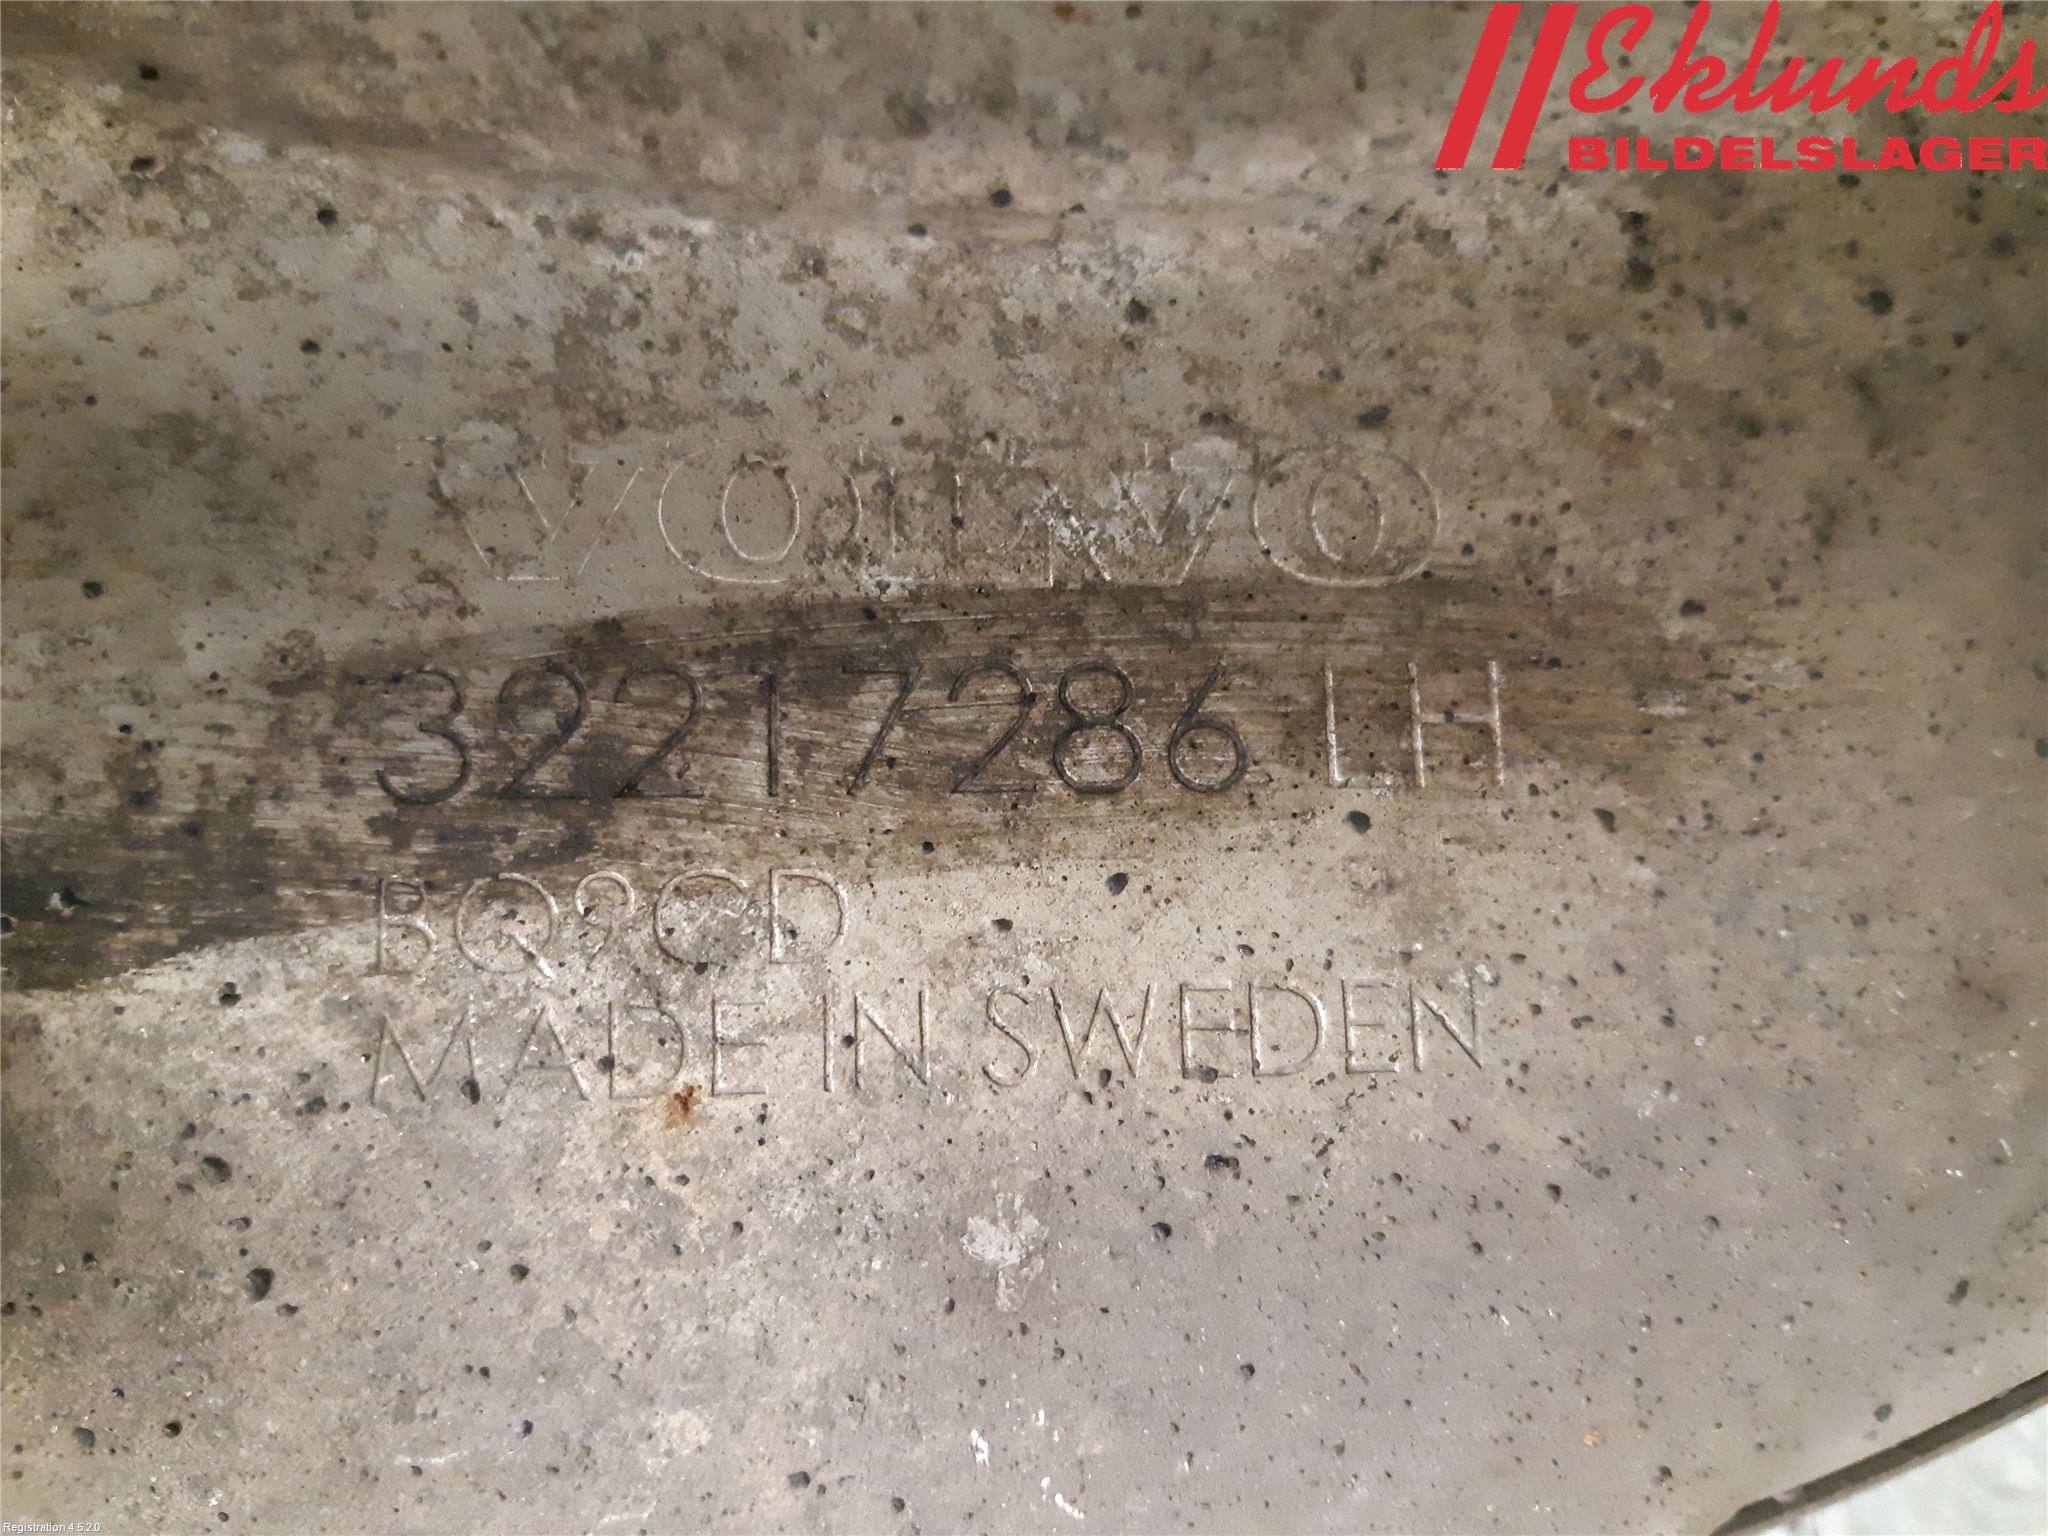 Eklunds
BILDELSLAGER
VOLVO
32217286 LH
BQ9CD
MADE IN SWEDEN
Registration 4.5.2.0